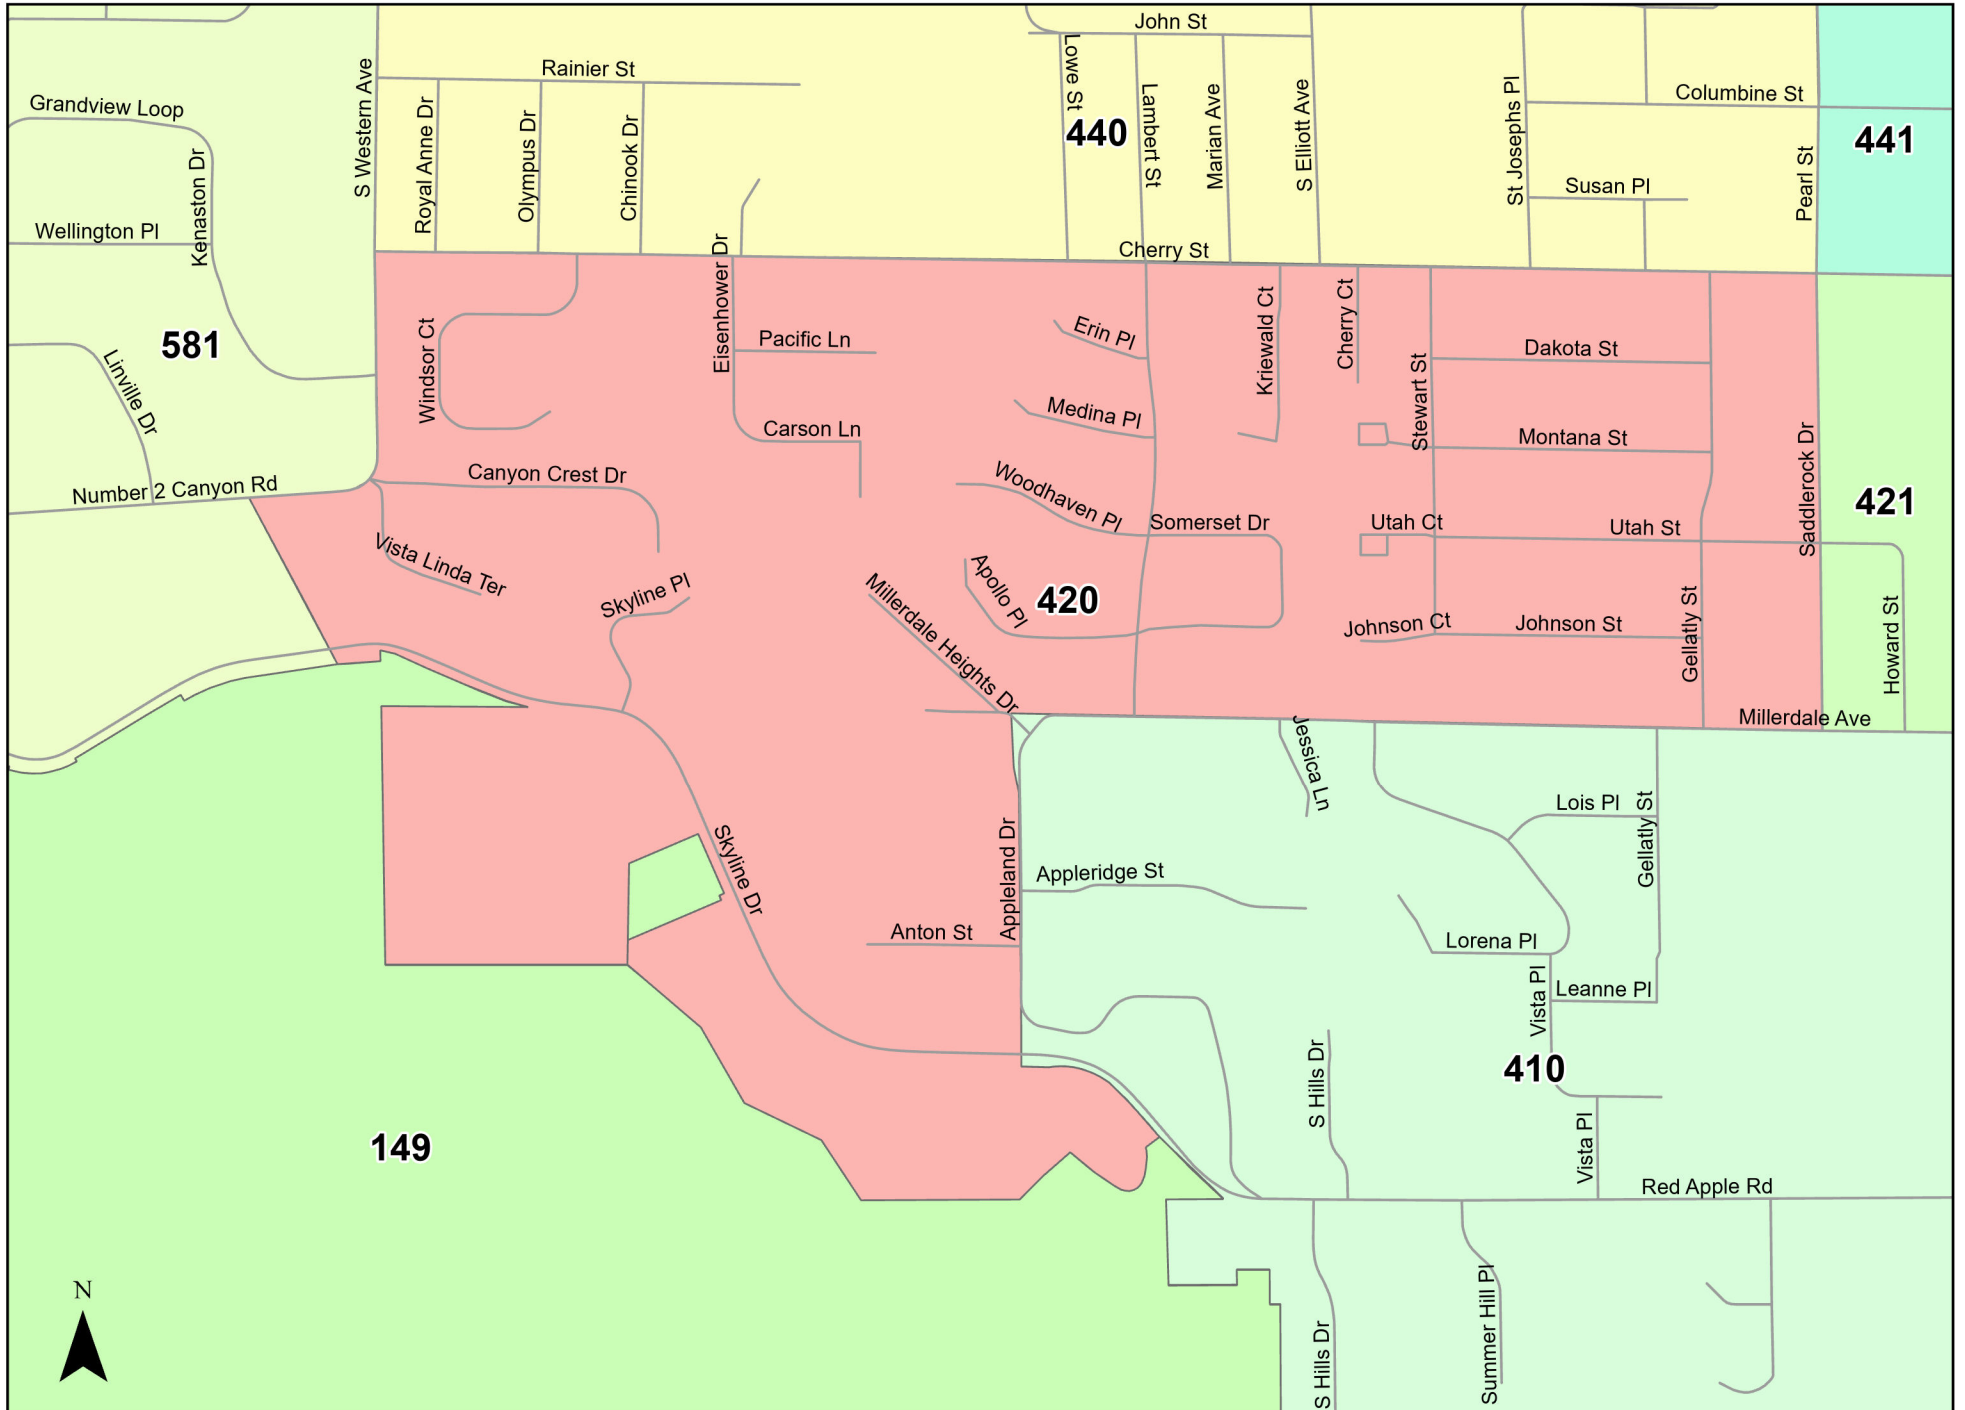 John St
Rainier St
S Western Ave
Royal Anne Dr
Olympus Dr
Chinook Dr
Lowe St
440
Lambert St
Marian Ave
S Elliott Ave
St Josephs Pl
Columbine St
441
Pearl St
Susan Pl
Grandview Loop
Kenaston Dr
Wellington Pl
Cherry St
581
Linville Dr
Number 2 Canyon Rd
Windsor Ct
Eisenhower Dr
Pacific Ln
Carson Ln
Canyon Crest Dr
Vista Linda Ter
Skyline Pl
Erin Pl
Medina Pl
Woodhaven Pl
Somerset Dr
Apollo Pl
420
Millerdale Heights Dr
Kriewald Ct
Cherry Ct
Stewart St
Dakota St
Montana St
Utah Ct
Utah St
Johnson Ct
Johnson St
Gellatly St
Saddlerock Dr
421
Howard St
Millerdale Ave
Jessica Ln
Lois Pl
Gellatly St
Skyline Dr
Appleland Dr
Appleridge St
Anton St
Lorena Pl
Vista Pl
Leanne Pl
410
S Hills Dr
Vista Pl
149
Red Apple Rd
N
S Hills Dr
Summer Hill Pl